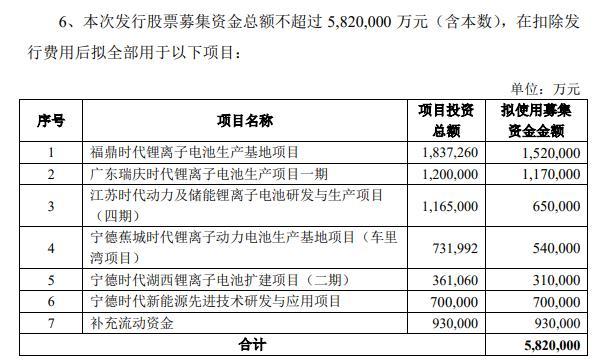 6、本次发行股票募集资金总额不超过 5,820,000 万元（含本数），在扣除发
行费用后拟全部用于以下项目：
单位：万元
序号 项目名称 项目投资总额 拟使用募集资金金额
1 福鼎时代锂离子电池生产基地项目 1,837,260 1,520,000
2 广东瑞庆时代锂离子电池生产项目一期 1,200,000 1,170,000
3 江苏时代动力及储能锂离子电池研发与生产项目（四期） 1,165,000 650,000
4 宁德蕉城时代锂离子动力电池生产基地项目（车里湾项目） 731,992 540,000
5 宁德时代湖西锂离子电池扩建项目（二期） 361,060 310,000
6 宁德时代新能源先进技术研发与应用项目 700,000 700,000
7 补充流动资金 930,000 930,000
合计 5,820,000